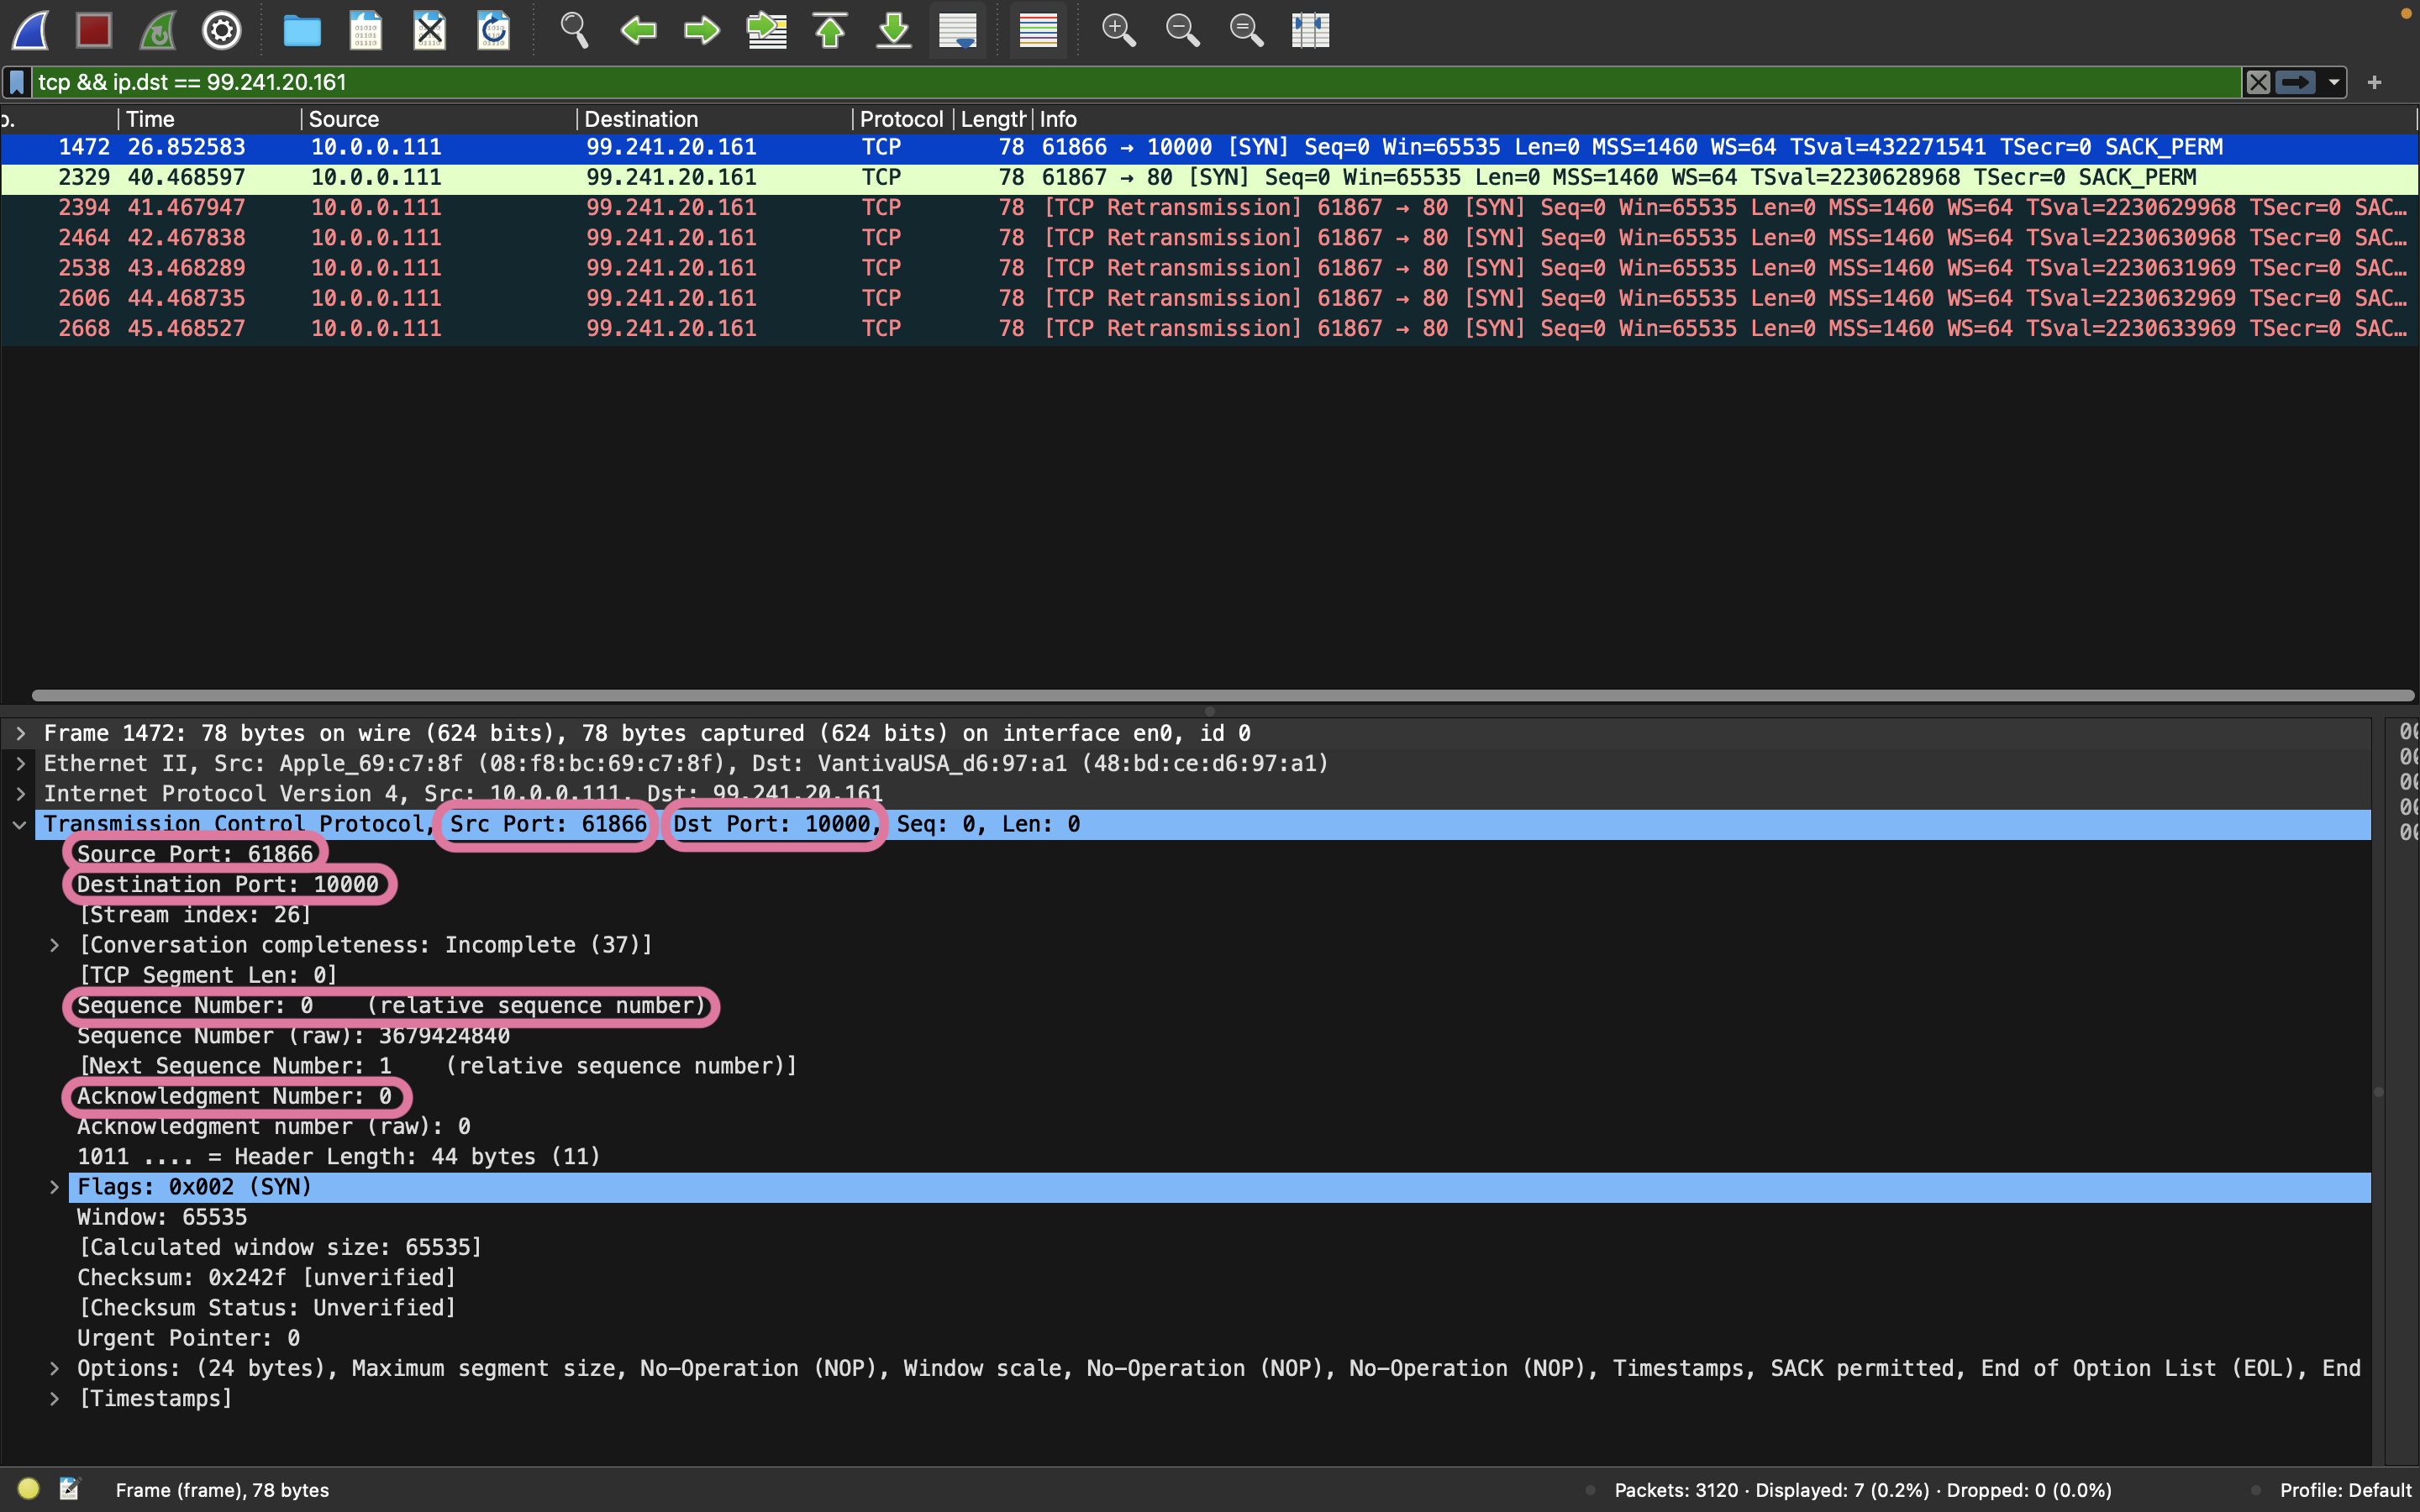 tcp && ip.dst == 99.241.20.161
Time Source Destination Protocol Length Info
1472 26.852583 10.0.0.111 99.241.20.161 TCP 78 61866 → 10000 [SYN] Seq=0 Win=65535 Len=0 MSS=1460 WS=64 TSval=432271541 TSecr=0 SACK_PERM
2329 40.468597 10.0.0.111 99.241.20.161 TCP 78 61867 → 80 [SYN] Seq=0 Win=65535 Len=0 MSS=1460 WS=64 TSval=2230628968 TSecr=0 SACK_PERM
2394 41.467947 10.0.0.111 99.241.20.161 TCP 78 [TCP Retransmission] 61867 → 80 [SYN] Seq=0 Win=65535 Len=0 MSS=1460 WS=64 TSval=2230629968 TSecr=0 SAC…
2464 42.467838 10.0.0.111 99.241.20.161 TCP 78 [TCP Retransmission] 61867 → 80 [SYN] Seq=0 Win=65535 Len=0 MSS=1460 WS=64 TSval=2230630968 TSecr=0 SAC…
2538 43.468289 10.0.0.111 99.241.20.161 TCP 78 [TCP Retransmission] 61867 → 80 [SYN] Seq=0 Win=65535 Len=0 MSS=1460 WS=64 TSval=2230631969 TSecr=0 SAC…
2606 44.468735 10.0.0.111 99.241.20.161 TCP 78 [TCP Retransmission] 61867 → 80 [SYN] Seq=0 Win=65535 Len=0 MSS=1460 WS=64 TSval=2230632969 TSecr=0 SAC…
2668 45.468527 10.0.0.111 99.241.20.161 TCP 78 [TCP Retransmission] 61867 → 80 [SYN] Seq=0 Win=65535 Len=0 MSS=1460 WS=64 TSval=2230633969 TSecr=0 SAC…
Frame 1472: 78 bytes on wire (624 bits), 78 bytes captured (624 bits) on interface en0, id 0
Ethernet II, Src: Apple_69:c7:8f (08:f8:bc:69:c7:8f), Dst: VantivaUSA_d6:97:a1 (48:bd:ce:d6:97:a1)
Internet Protocol Version 4, Src: 10.0.0.111, Dst: 99.241.20.161
Transmission Control Protocol, Src Port: 61866 Dst Port: 10000, Seq: 0, Len: 0
Source Port: 61866
Destination Port: 10000
[Stream index: 26]
[Conversation completeness: Incomplete (37)]
[TCP Segment Len: 0]
Sequence Number: 0 (relative sequence number)
Sequence Number (raw): 3679424840
[Next Sequence Number: 1 (relative sequence number)]
Acknowledgment Number: 0
Acknowledgment number (raw): 0
1011 .... = Header Length: 44 bytes (11)
Flags: 0x002 (SYN)
Window: 65535
[Calculated window size: 65535]
Checksum: 0x242f [unverified]
[Checksum Status: Unverified]
Urgent Pointer: 0
Options: (24 bytes), Maximum segment size, No-Operation (NOP), Window scale, No-Operation (NOP), No-Operation (NOP), Timestamps, SACK permitted, End of Option List (EOL), End
[Timestamps]
Frame (frame), 78 bytes
Packets: 3120 · Displayed: 7 (0.2%) · Dropped: 0 (0.0%)
Profile: Default